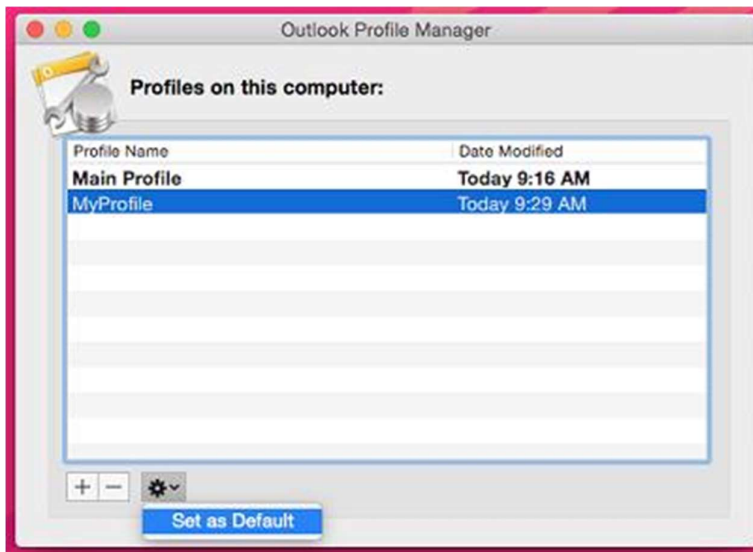 Outlook Profile Manager
Profiles on this computer:
Profile Name Date Modified
Main Profile Today 9:16 AM
MyProfile Today 9:29 AM
Set as Default